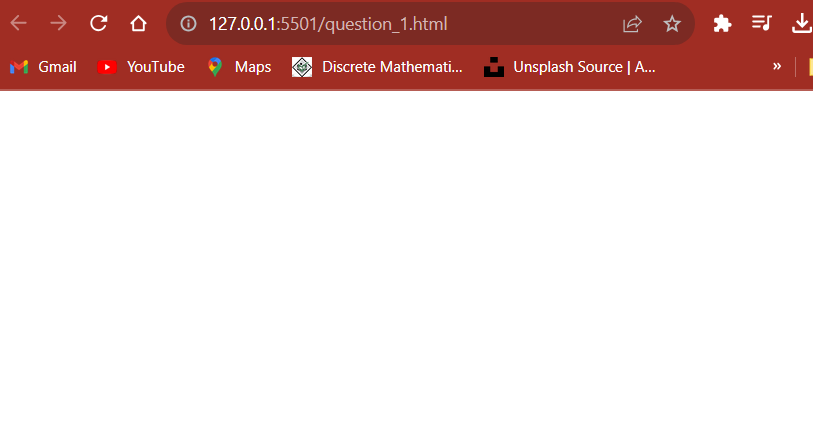 127.0.0.1:5501/question_1.html
Gmail YouTube Maps Discrete Mathemati... Unsplash Source | A... »